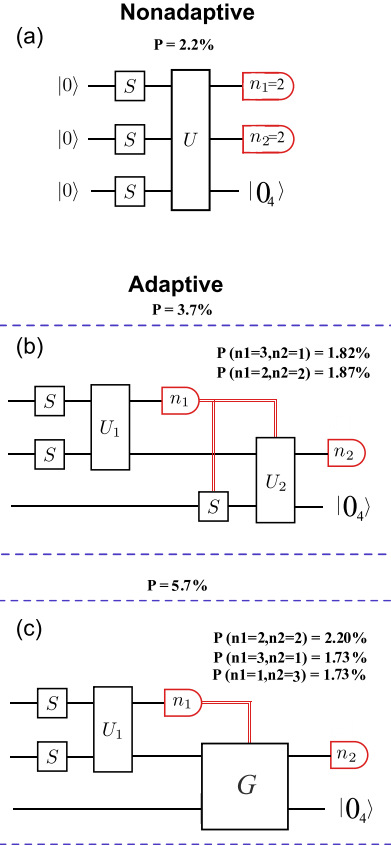 Nonadaptive
(a)
P = 2.2%
|0⟩ S n₁=2
|0⟩ S U n₂=2
|0⟩ S |0₄⟩
Adaptive
P = 3.7%
(b)
P (n1=3,n2=1) = 1.82%
P (n1=2,n2=2) = 1.87%
S U₁ n₁
S U₂ n₂
S |0₄⟩
P = 5.7%
(c)
P (n1=2,n2=2) = 2.20%
P (n1=3,n2=1) = 1.73%
P (n1=1,n2=3) = 1.73%
S U₁ n₁
S G n₂
|0₄⟩